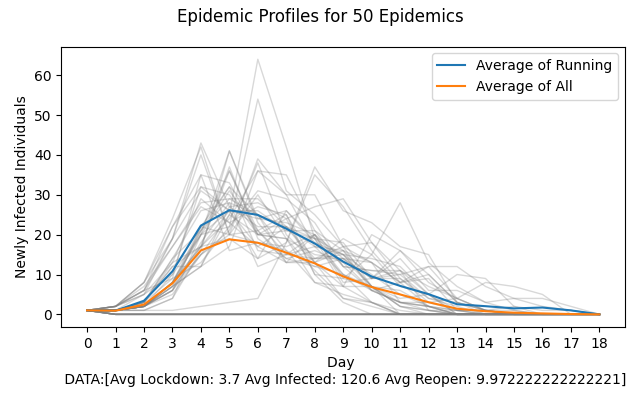 Epidemic Profiles for 50 Epidemics
Average of Running
Average of All
Newly Infected Individuals
60
50
40
30
20
10
0
0 1 2 3 4 5 6 7 8 9 10 11 12 13 14 15 16 17 18
Day
DATA:[Avg Lockdown: 3.7 Avg Infected: 120.6 Avg Reopen: 9.972222222222221]